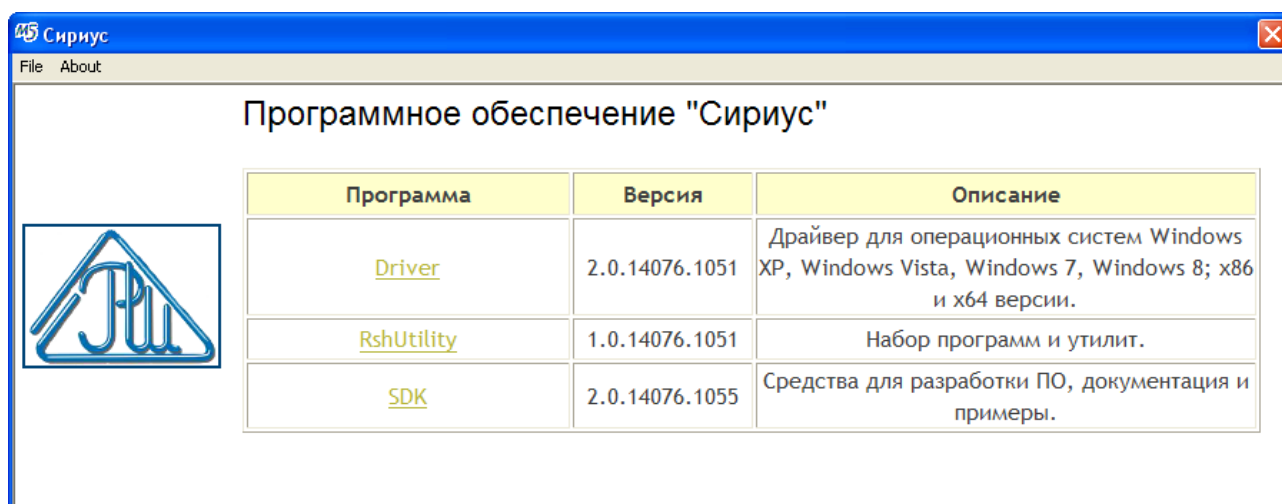 Сириус
File About
Программное обеспечение "Сириус"
Программа Версия Описание
Driver 2.0.14076.1051 Драйвер для операционных систем Windows
XP, Windows Vista, Windows 7, Windows 8; x86
и x64 версии.
RshUtility 1.0.14076.1051 Набор программ и утилит.
SDK 2.0.14076.1055 Средства для разработки ПО, документация и
примеры.